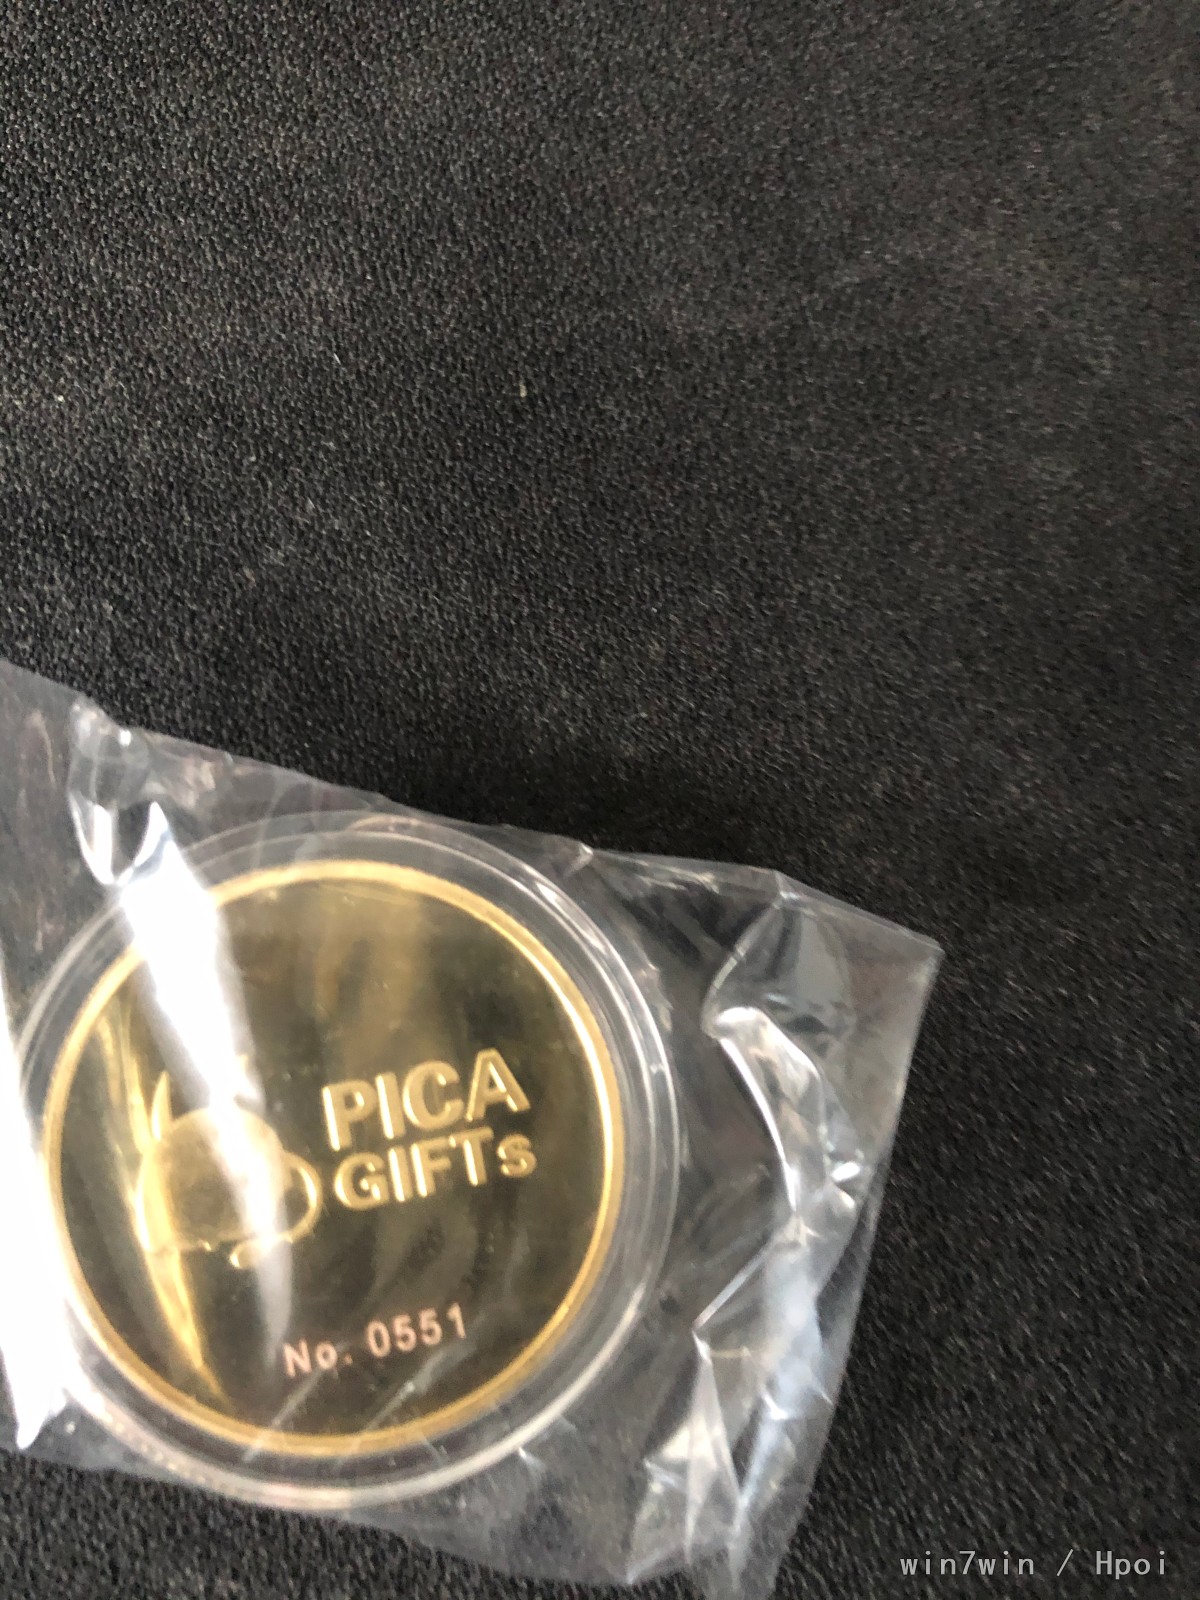 PICA
GIFTs
No. 0551
win7win / Hpoi